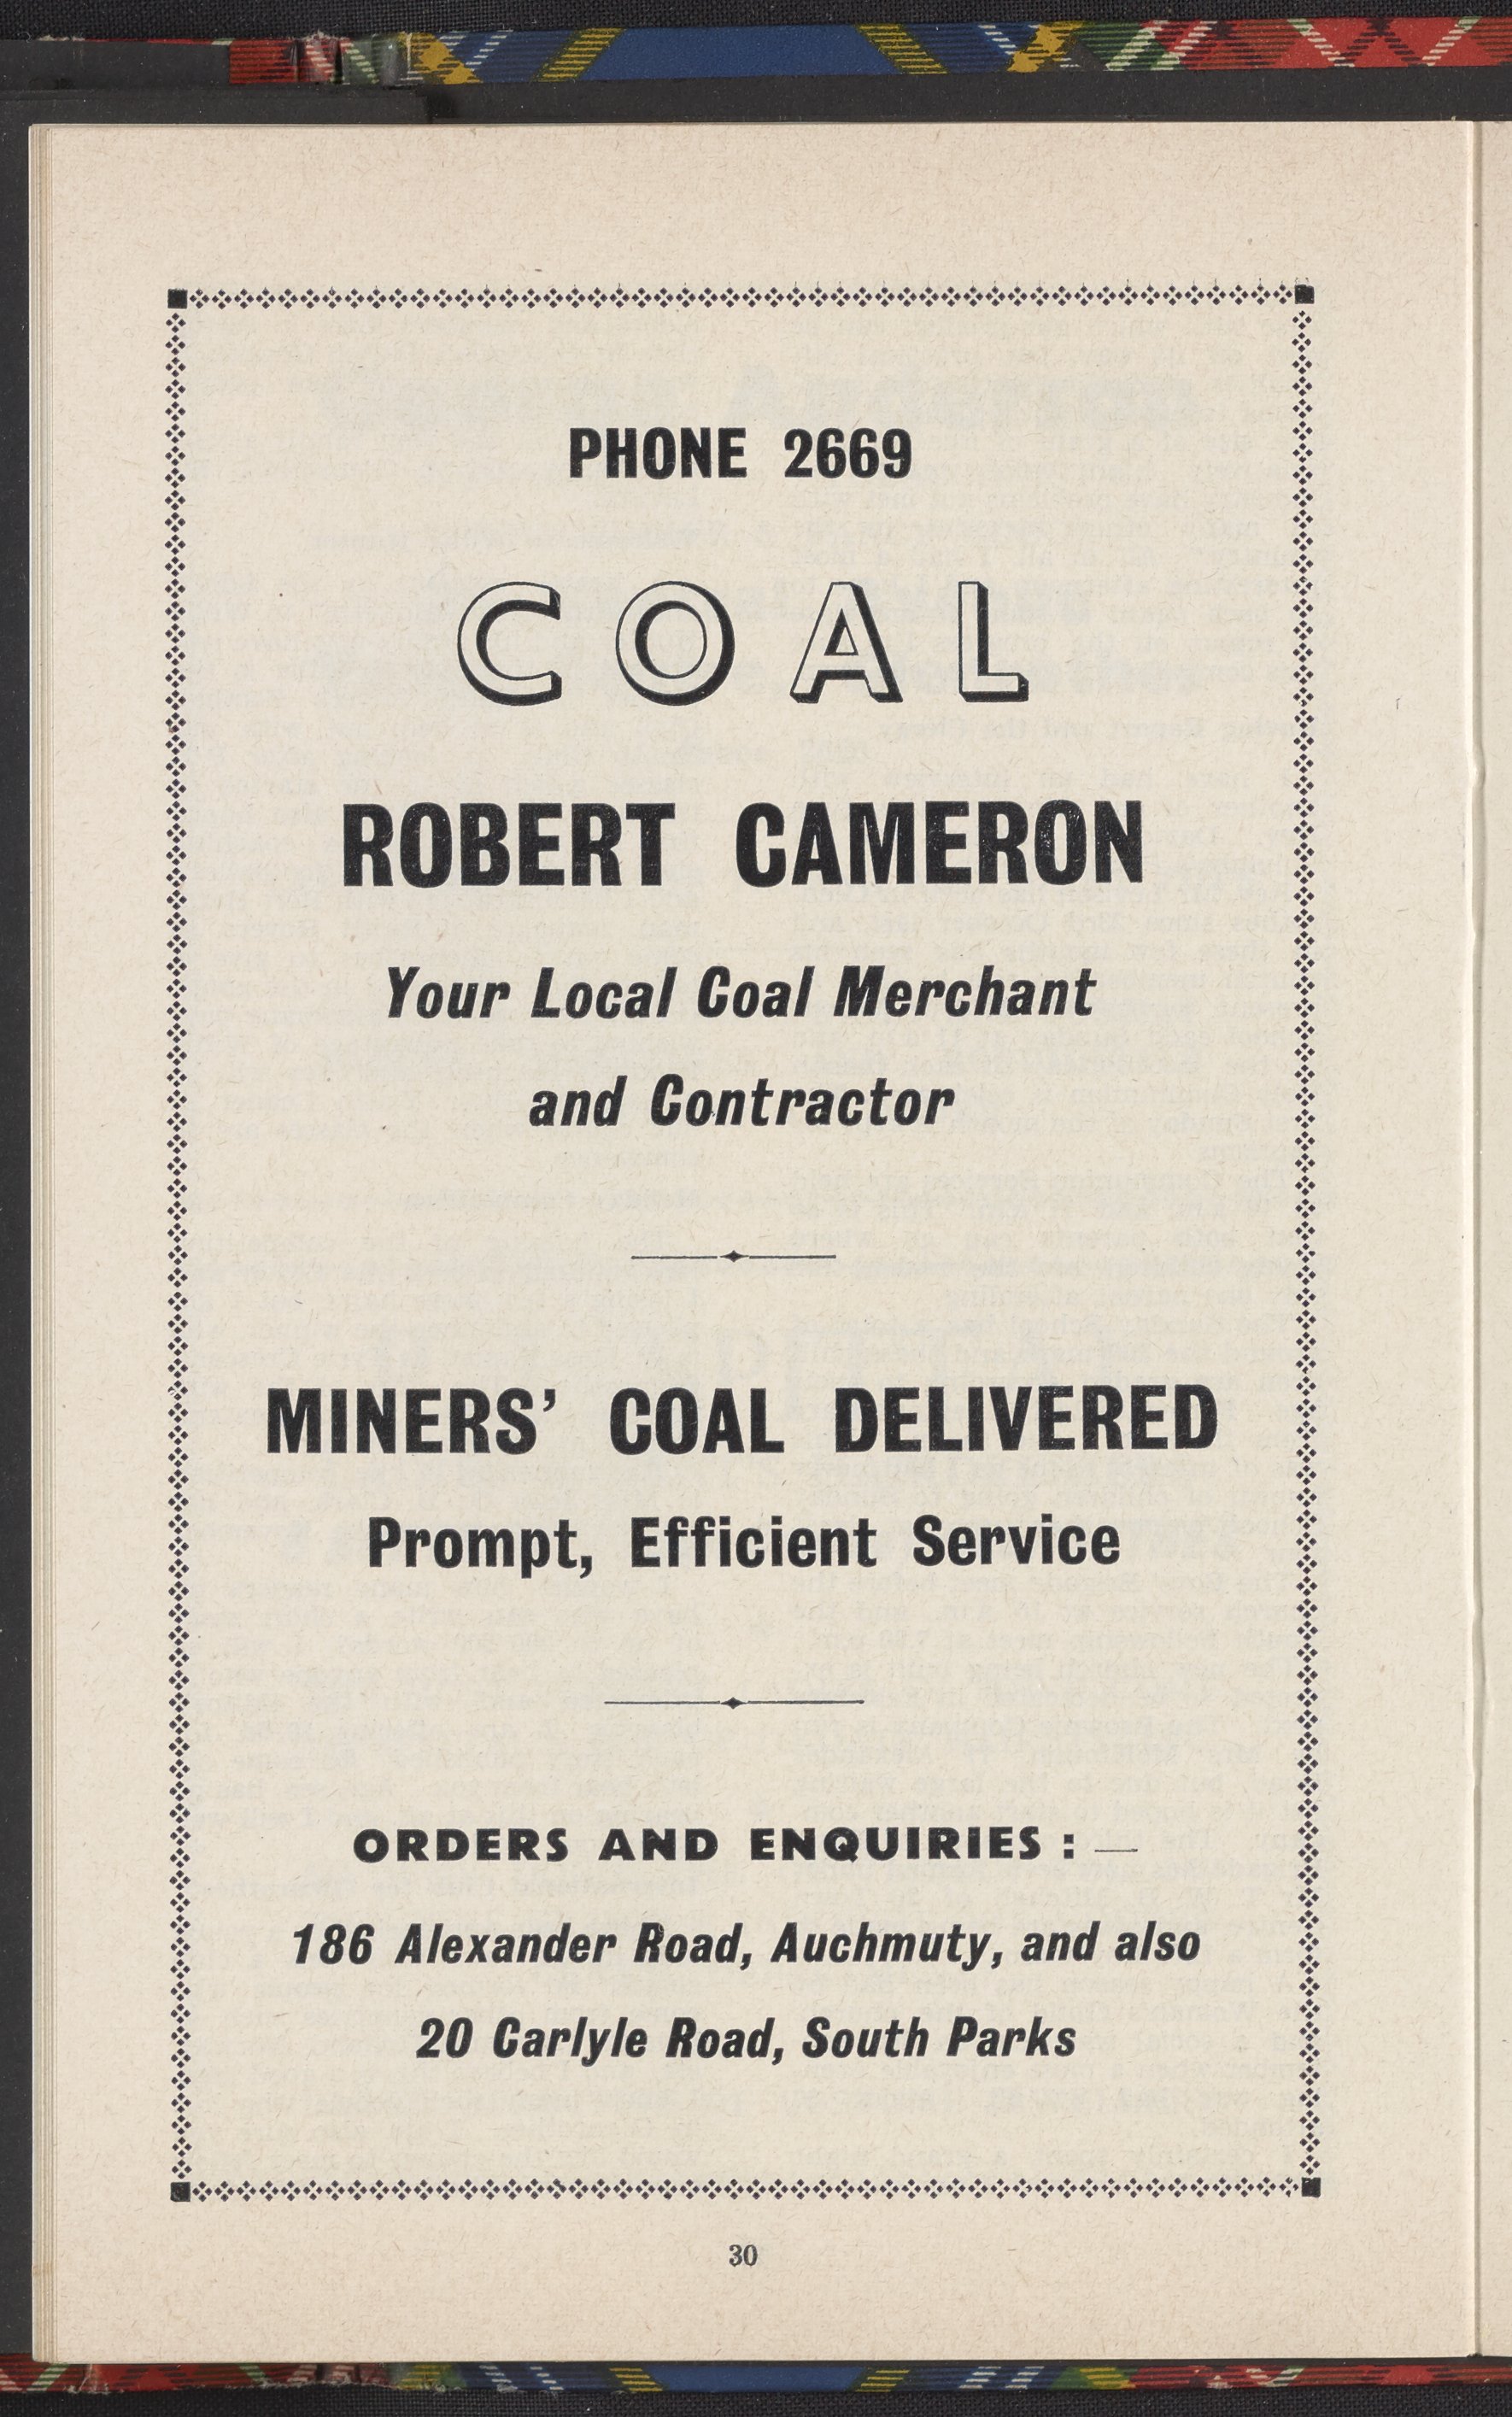 PHONE 2669
COAL
ROBERT CAMERON
Your Local Coal Merchant
and Contractor
MINERS' COAL DELIVERED
Prompt, Efficient Service
ORDERS AND ENQUIRIES : —
186 Alexander Road, Auchmuty, and also
20 Carlyle Road, South Parks
30